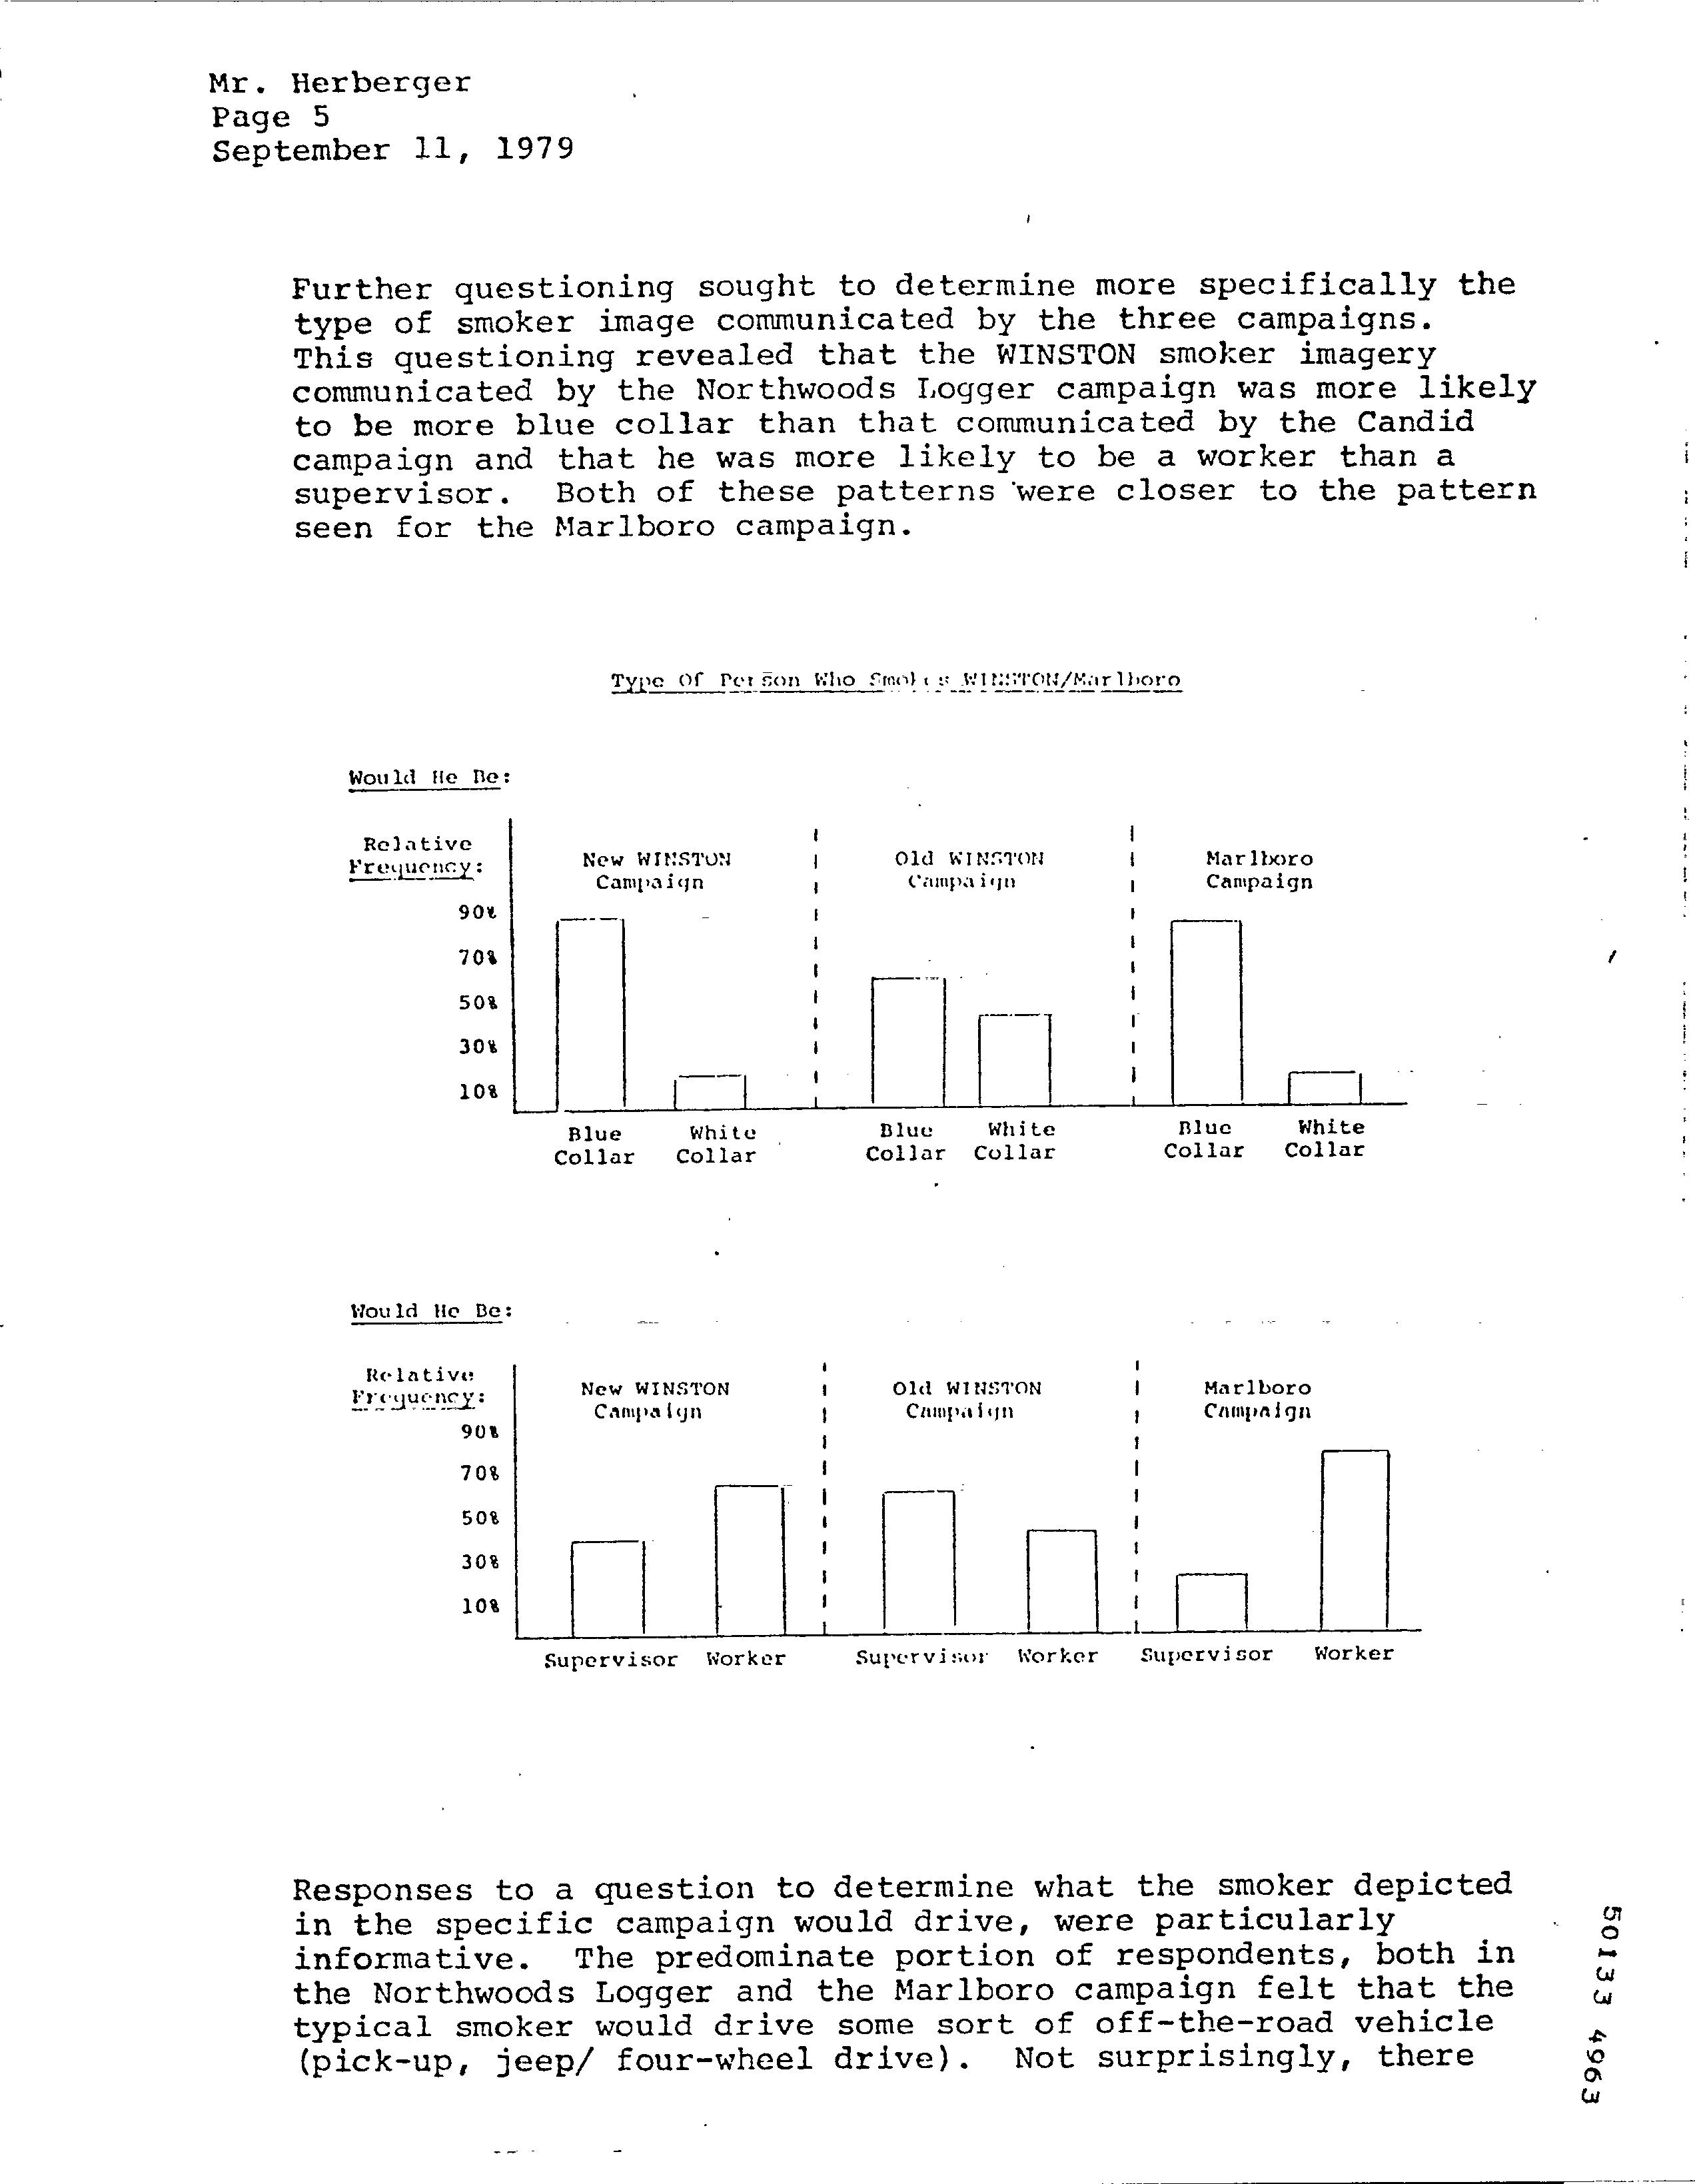 Mr. Herberger
Page 5
September 11, 1979
Further questioning sought to determine more specifically the
type of smoker image communicated by the three campaigns.
This questioning revealed that the WINSTON smoker imagery
communicated by the Northwoods Logger campaign was more likely
to be more blue collar than that communicated by the Candid
campaign and that he was more likely to be a worker than a
supervisor. Both of these patterns were closer to the pattern
seen for the Marlboro campaign.
Type Of Person Who Smokes WINSTON/Marlboro
Would He Be:
Relative
Frequency:
New WINSTON
Campaign
Old WINSTON
Campaign
Marlboro
Campaign
90%
70%
50%
30%
10%
Blue White Blue White Blue White
Collar Collar Collar Collar Collar Collar
Would He Be:
Relative
Frequency:
New WINSTON
Campaign
Old WINSTON
Campaign
Marlboro
Campaign
90%
70%
50%
30%
10%
Supervisor Worker Supervisor Worker Supervisor Worker
Responses to a question to determine what the smoker depicted
in the specific campaign would drive, were particularly
informative. The predominate portion of respondents, both in
the Northwoods Logger and the Marlboro campaign felt that the
typical smoker would drive some sort of off-the-road vehicle
(pick-up, jeep/ four-wheel drive). Not surprisingly, there
50133 4963